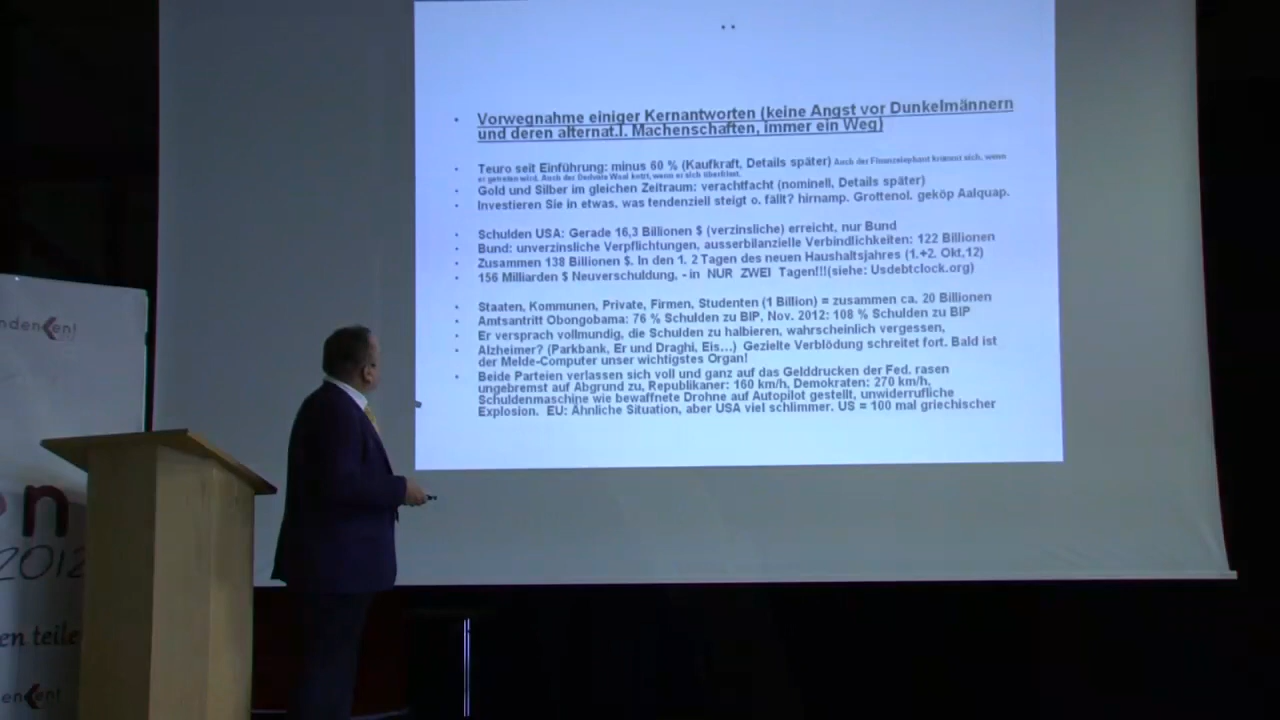 Vorwegnahme einiger Kernantworten (keine Angst vor Dunkelmännern
und deren alternat.l. Machenschaften, immer ein Weg)
Teuro seit Einführung: minus 60 % (Kaufkraft, Details später) Auch der Finanzelephant krümmt sich, wenn
er getreten wird. Auch der wenn er sich überfrisst.
Gold und Silber im gleichen Zeitraum: verachtfacht (nominell, Details später)
Investieren Sie in etwas, was tendenziell steigt o. fällt? hirnamp. Grottenol. geköp Aalquap.
Schulden USA: Gerade 16,3 Billionen $ (verzinsliche) erreicht, nur Bund
Bund: unverzinsliche Verpflichtungen, ausserbilanzielle Verbindlichkeiten: 122 Billionen
Zusammen 138 Billionen $. In den 1. 2 Tagen des neuen Haushaltsjahres (1.+2. Okt,12)
156 Milliarden $ Neuverschuldung, - in NUR ZWEI Tagen!!!(siehe: Usdebtclock.org)
Staaten, Kommunen, Private, Firmen, Studenten (1 Billion) = zusammen ca. 20 Billionen
Amtsantritt Obongobama: 76 % Schulden zu BIP, Nov. 2012: 108 % Schulden zu BIP
Er versprach vollmundig, die Schulden zu halbieren, wahrscheinlich vergessen,
Alzheimer? (Parkbank, Er und Draghi, Eis...) Gezielte Verblödung schreitet fort. Bald ist
der Melde-Computer unser wichtigstes Organ!
Beide Parteien verlassen sich voll und ganz auf das Gelddrucken der Fed. rasen
ungebremst auf Abgrund zu, Republikaner: 160 km/h, Demokraten: 270 km/h,
Schuldenmaschine wie bewaffnete Drohne auf Autopilot gestellt, unwiderrufliche
Explosion. EU: Ähnliche Situation, aber USA viel schlimmer. US = 100 mal griechischer
nden en!
on
2012
en teile
den en!